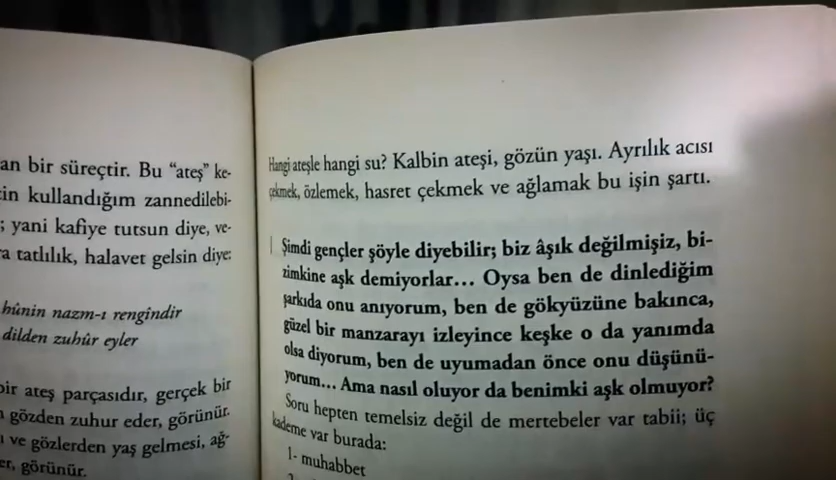 an bir süreçtir. Bu “ateş” ke-
in kullandığım zannedilebi-
; yani kafiye tutsun diye, ve-
a tatlılık, halavet gelsin diye:
hûnin nazm-ı rengîndir
dilden zuhûr eyler
bir ateş parçasıdır, gerçek bir
gözden zuhur eder, görünür.
ı ve gözlerden yaş gelmesi, ağ-
er, görünür.
Hangi ateşle hangi su? Kalbin ateşi, gözün yaşı. Ayrılık acısı
çekmek, özlemek, hasret çekmek ve ağlamak bu işin şartı.
Şimdi gençler şöyle diyebilir; biz âşık değilmişiz, bi-
zimkine aşk demiyorlar... Oysa ben de dinlediğim
şarkıda onu anıyorum, ben de gökyüzüne bakınca,
güzel bir manzarayı izleyince keşke o da yanımda
olsa diyorum, ben de uyumadan önce onu düşünü-
yorum... Ama nasıl oluyor da benimki aşk olmuyor?
Soru hepten temelsiz değil de mertebeler var tabii; üç
kademe var burada:
1- muhabbet